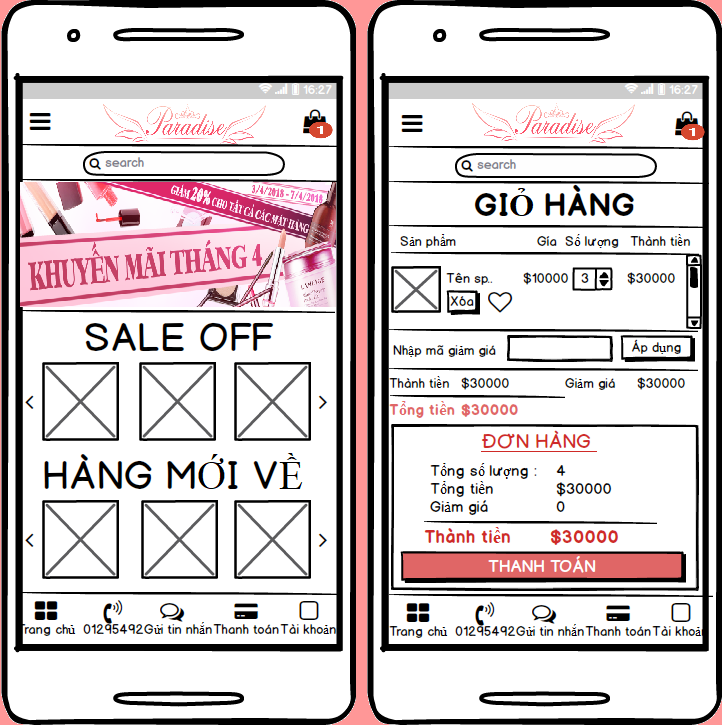 16:27
Paradise
1
search
3/4/2018 - 7/4/2018
GIẢM 20% CHO TẤT CẢ CÁC MẶT HÀNG
KHUYẾN MÃI THÁNG 4
SALE OFF
HÀNG MỚI VỀ
Trang chủ 01295492 Gửi tin nhắn Thanh toán Tài khoản
16:27
Paradise
1
search
GIỎ HÀNG
Sản phẩm Gía Số lượng Thành tiền
Tên sp.. $10000 3 $30000
Xóa
Nhập mã giảm giá Áp dụng
Thành tiền $30000 Giảm giá $30000
Tổng tiền $30000
ĐƠN HÀNG
Tổng số lượng : 4
Tổng tiền $30000
Giảm giá 0
Thành tiền $30000
THANH TOÁN
Trang chủ 01295492 Gửi tin nhắn Thanh toán Tài khoản